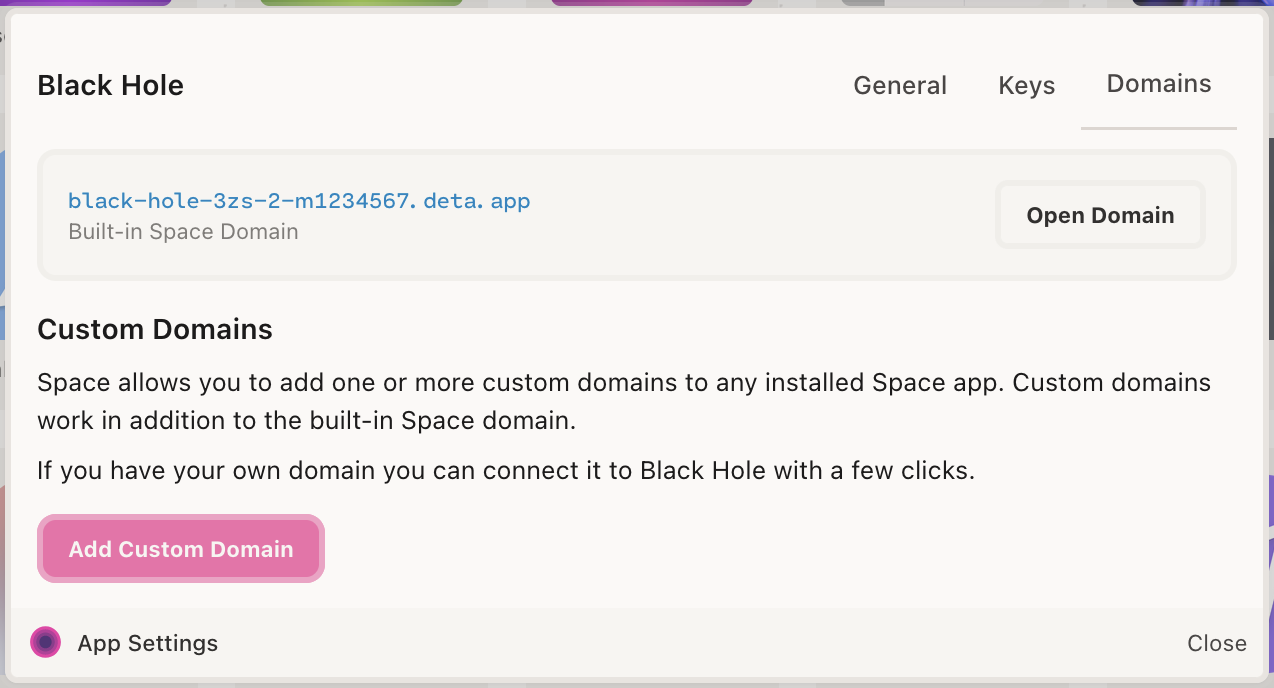 Black Hole
General
Keys
Domains
black-hole-3zs-2-m1234567.deta.app
Built-in Space Domain
Open Domain
Custom Domains
Space allows you to add one or more custom domains to any installed Space app. Custom domains
work in addition to the built-in Space domain.
If you have your own domain you can connect it to Black Hole with a few clicks.
Add Custom Domain
App Settings
Close